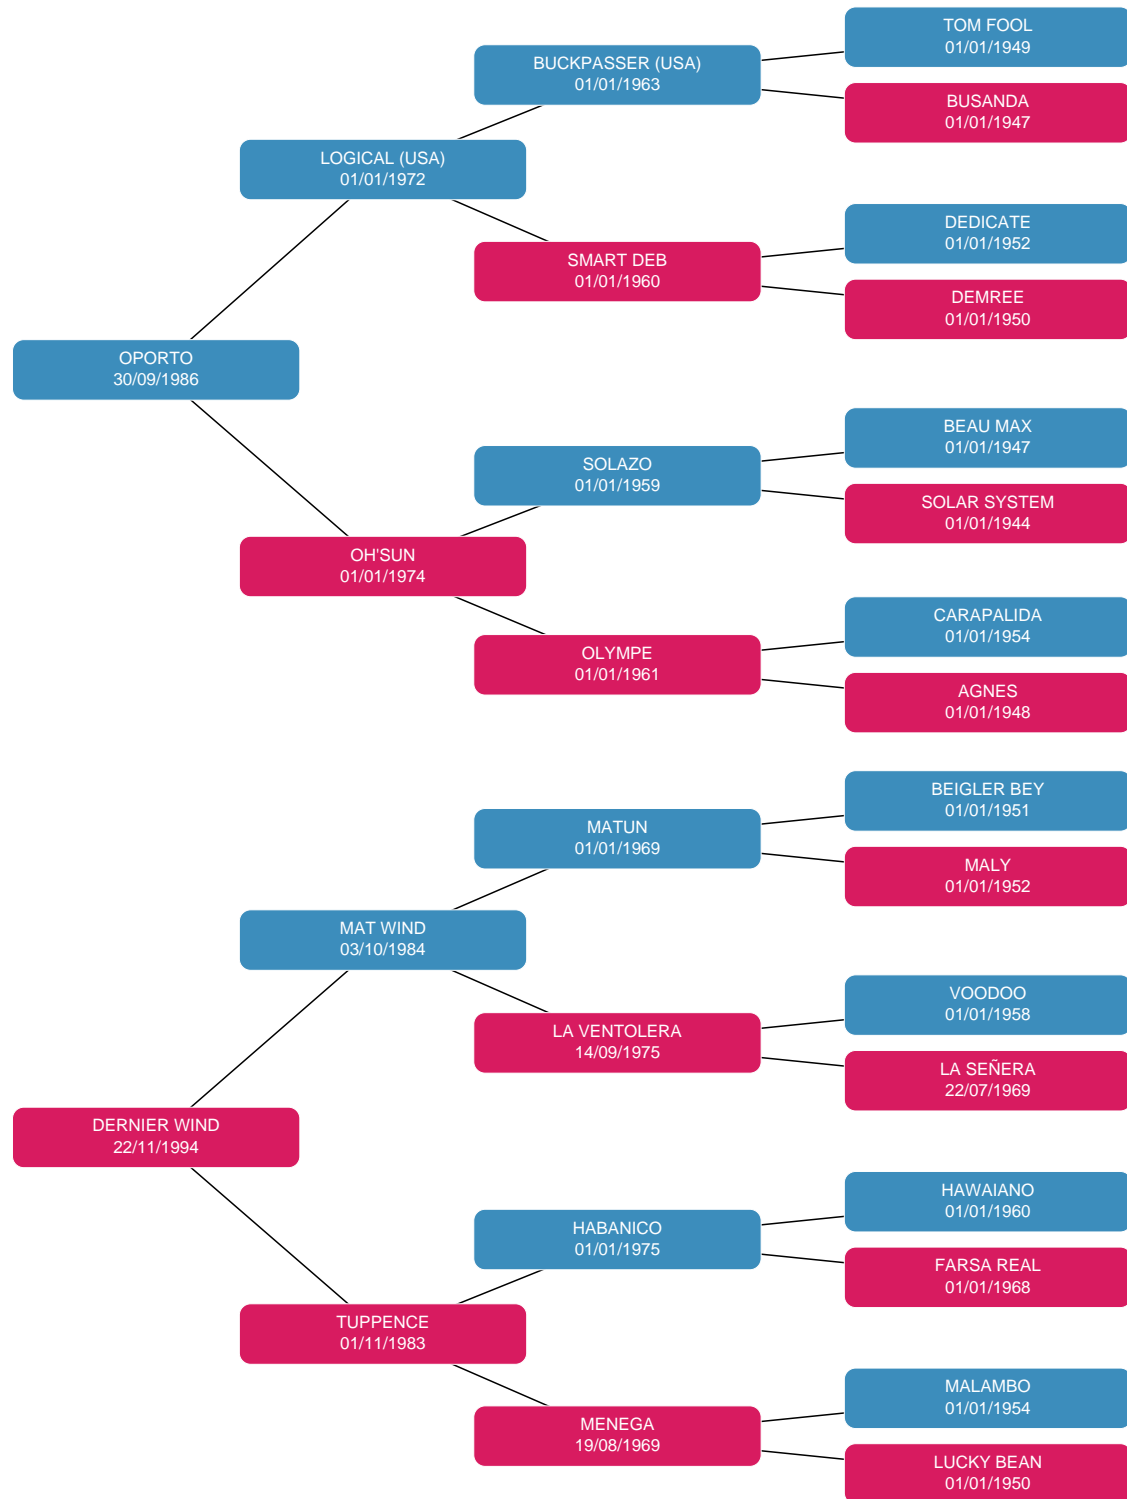 TOM FOOL
01/01/1949
BUCKPASSER (USA)
01/01/1963
BUSANDA
01/01/1947
LOGICAL (USA)
01/01/1972
DEDICATE
01/01/1952
SMART DEB
01/01/1960
DEMREE
01/01/1950
OPORTO
30/09/1986
BEAU MAX
01/01/1947
SOLAZO
01/01/1959
SOLAR SYSTEM
01/01/1944
OH'SUN
01/01/1974
CARAPALIDA
01/01/1954
OLYMPE
01/01/1961
AGNES
01/01/1948
BEIGLER BEY
01/01/1951
MATUN
01/01/1969
MALY
01/01/1952
MAT WIND
03/10/1984
VOODOO
01/01/1958
LA VENTOLERA
14/09/1975
LA SEÑERA
22/07/1969
DERNIER WIND
22/11/1994
HAWAIANO
01/01/1960
HABANICO
01/01/1975
FARSA REAL
01/01/1968
TUPPENCE
01/11/1983
MALAMBO
01/01/1954
MENEGA
19/08/1969
LUCKY BEAN
01/01/1950